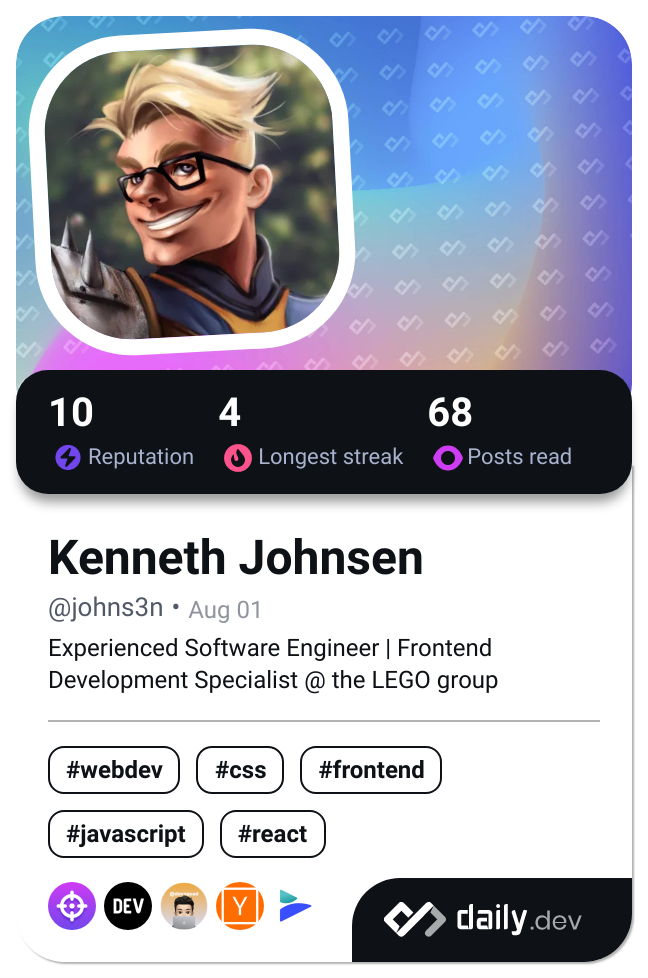 10 4 68
Reputation Longest streak Posts read
Kenneth Johnsen
@johns3n • Aug 01
Experienced Software Engineer | Frontend
Development Specialist @ the LEGO group
#webdev #css #frontend
#javascript #react
DEV Y
daily.dev